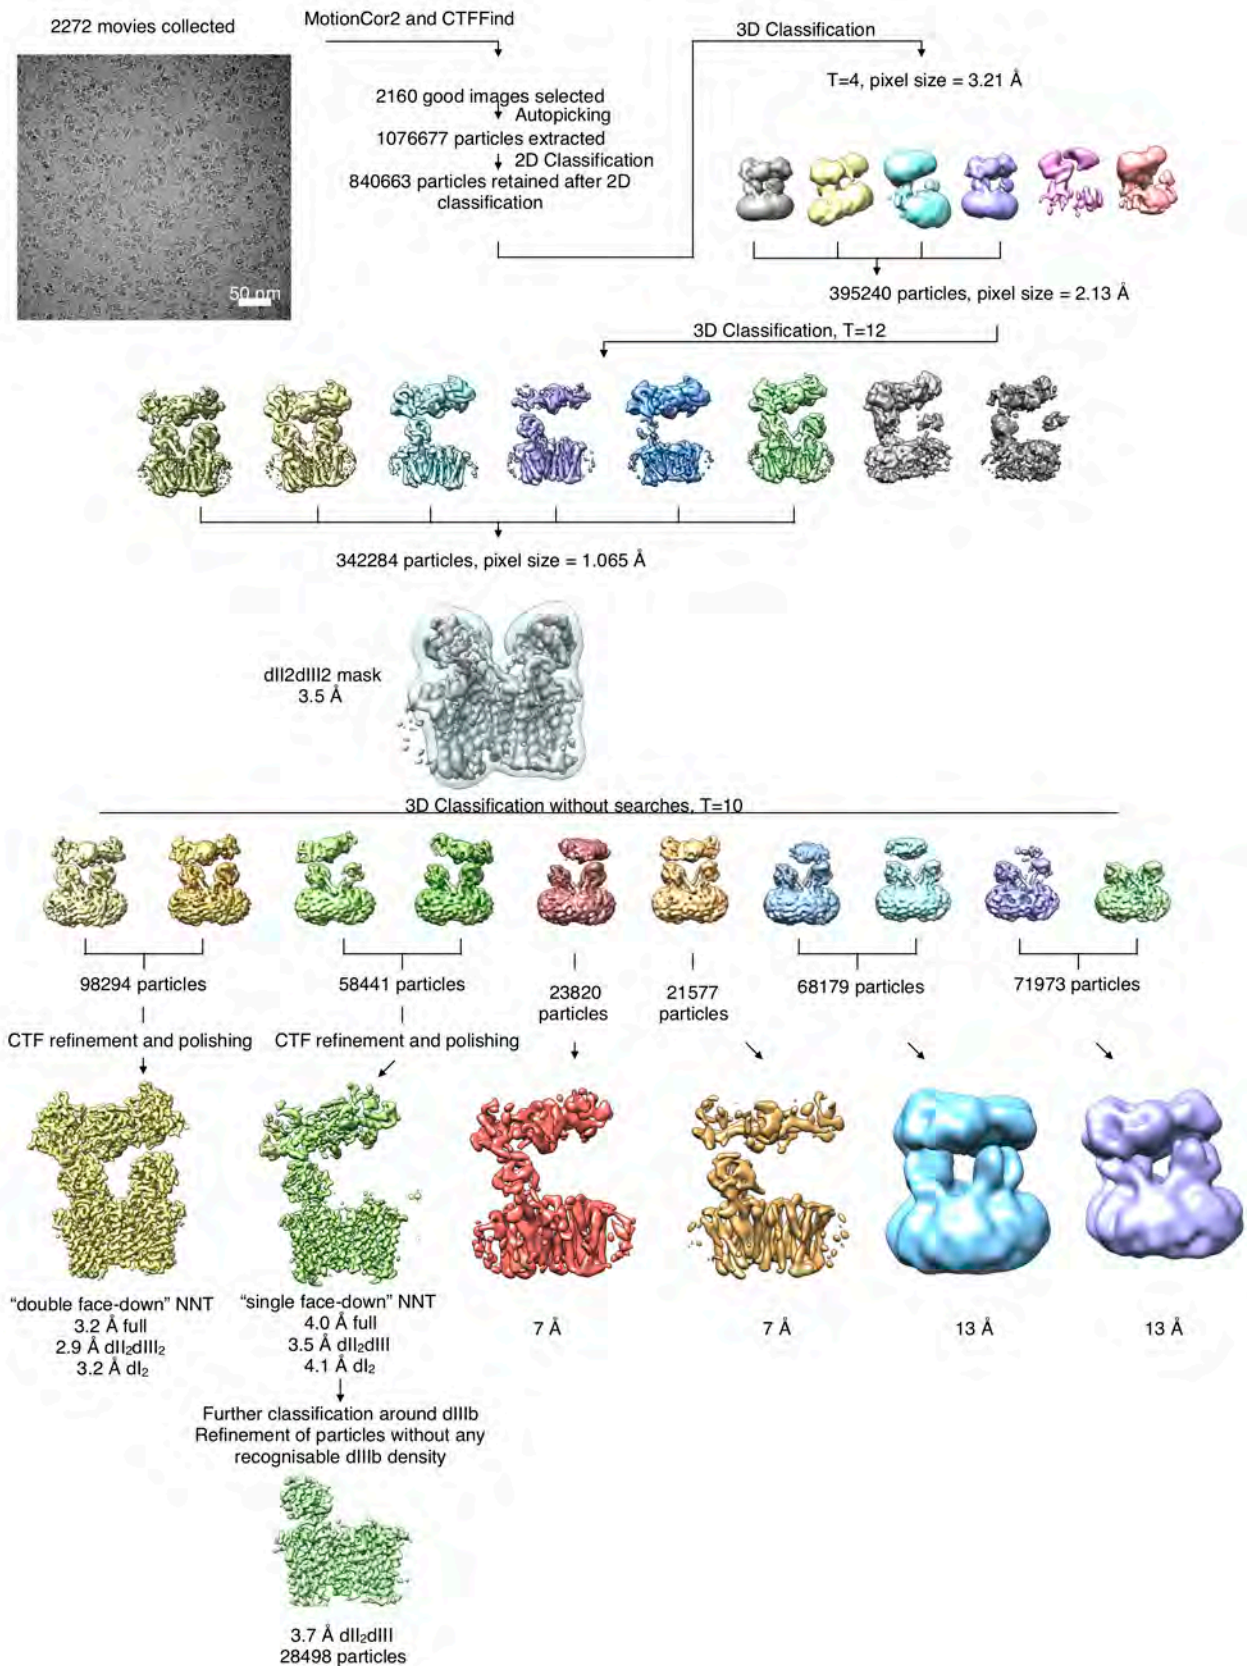 2272 movies collected
50 nm
MotionCor2 and CTFFind
2160 good images selected
Autopicking
1076677 particles extracted
2D Classification
840663 particles retained after 2D
classification
3D Classification
T=4, pixel size = 3.21 Å
395240 particles, pixel size = 2.13 Å
3D Classification, T=12
342284 particles, pixel size = 1.065 Å
dII2dIII2 mask
3.5 Å
3D Classification without searches, T=10
98294 particles
58441 particles
23820
particles
21577
particles
68179 particles
71973 particles
CTF refinement and polishing
CTF refinement and polishing
“double face-down” NNT
3.2 Å full
2.9 Å dII₂dIII₂
3.2 Å dI₂
“single face-down” NNT
4.0 Å full
3.5 Å dII₂dIII
4.1 Å dI₂
7 Å
7 Å
13 Å
13 Å
Further classification around dIIIb
Refinement of particles without any
recognisable dIIIb density
3.7 Å dII₂dIII
28498 particles